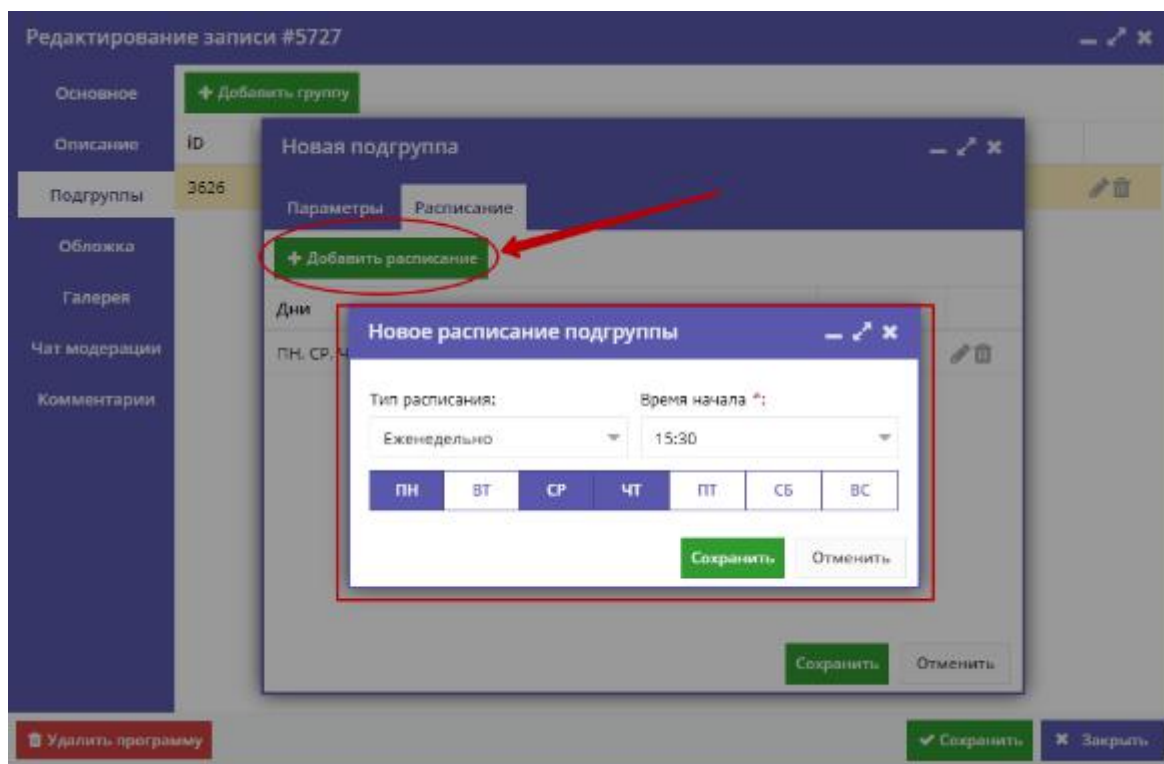 Редактирование записи #5727
Основное
+ Добавить группу
Описание
ID
Новая подгруппа
Подгруппы
3626
Параметры
Расписание
Обложка
+ Добавить расписание
Галерея
Дни
Новое расписание подгруппы
Чат модерации
ПН, СР, Ч
Комментарии
Тип расписания:
Время начала *:
Еженедельно
15:30
ПН ВТ СР ЧТ ПТ СБ ВС
Сохранить Отменить
Сохранить Отменить
Удалить программу
Сохранить
Закрыть